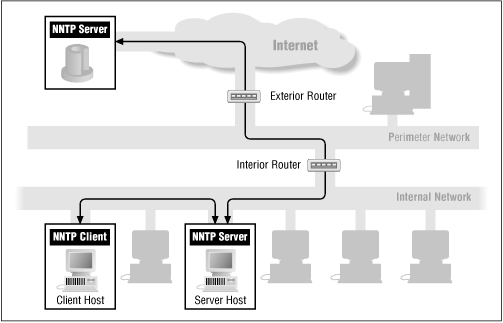 NNTP Server
Internet
Exterior Router
Perimeter Network
Interior Router
Internal Network
NNTP Client
NNTP Server
Client Host
Server Host